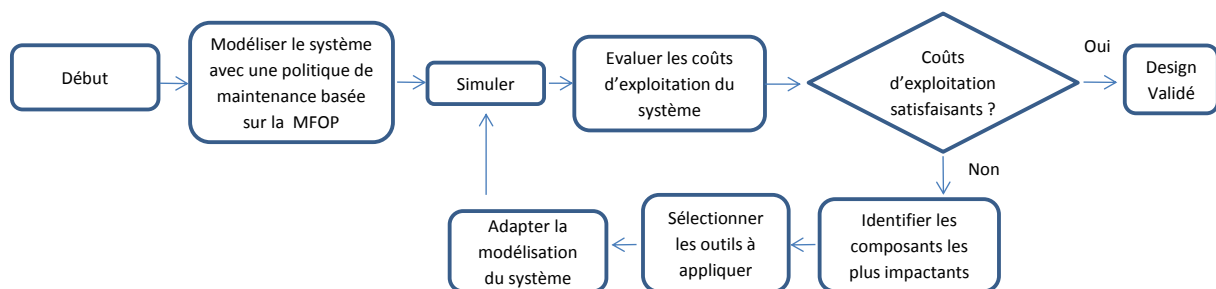 Début
Modéliser le système
avec une politique de
maintenance basée
sur la MFOP
Simuler
Evaluer les coûts
d’exploitation du
système
Coûts
d’exploitation
satisfaisants ?
Oui
Design
Validé
Non
Identifier les
composants les
plus impactants
Sélectionner
les outils à
appliquer
Adapter la
modélisation
du système